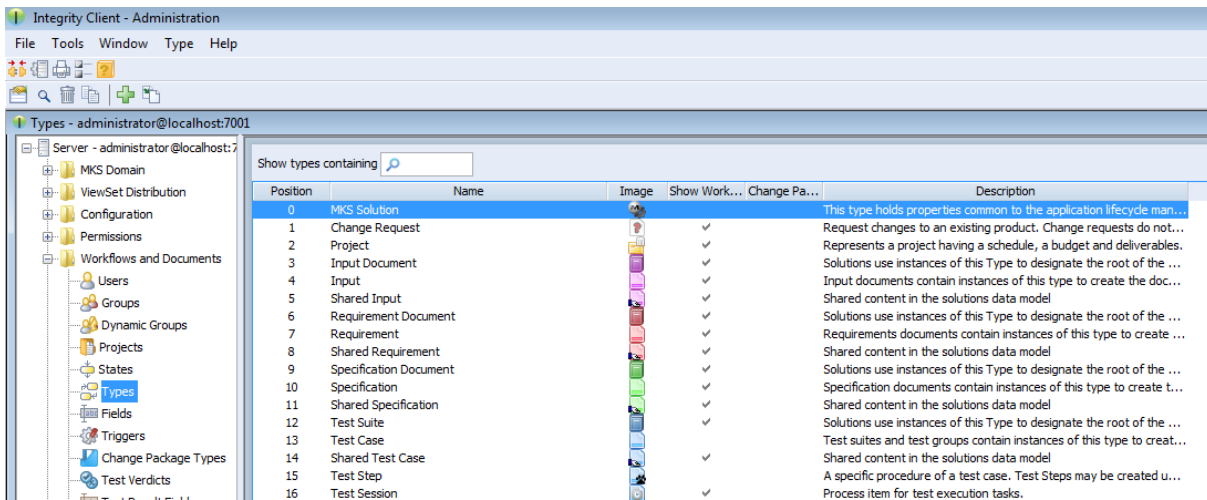 Integrity Client - Administration
File Tools Window Type Help
Types - administrator@localhost:7001
Server - administrator@localhost:7
MKS Domain
ViewSet Distribution
Configuration
Permissions
Workflows and Documents
Users
Groups
Dynamic Groups
Projects
States
Types
Fields
Triggers
Change Package Types
Test Verdicts
Show types containing
Position Name Image Show Work... Change Pa... Description
0 MKS Solution This type holds properties common to the application lifecycle man...
1 Change Request Request changes to an existing product. Change requests do not...
2 Project Represents a project having a schedule, a budget and deliverables.
3 Input Document Solutions use instances of this Type to designate the root of the ...
4 Input Input documents contain instances of this type to create the doc...
5 Shared Input Shared content in the solutions data model
6 Requirement Document Solutions use instances of this Type to designate the root of the ...
7 Requirement Requirements documents contain instances of this type to create ...
8 Shared Requirement Shared content in the solutions data model
9 Specification Document Solutions use instances of this Type to designate the root of the ...
10 Specification Specification documents contain instances of this type to create t...
11 Shared Specification Shared content in the solutions data model
12 Test Suite Solutions use instances of this Type to designate the root of the ...
13 Test Case Test suites and test groups contain instances of this type to creat...
14 Shared Test Case Shared content in the solutions data model
15 Test Step A specific procedure of a test case. Test Steps may be created u...
16 Test Session Process item for test execution tasks.